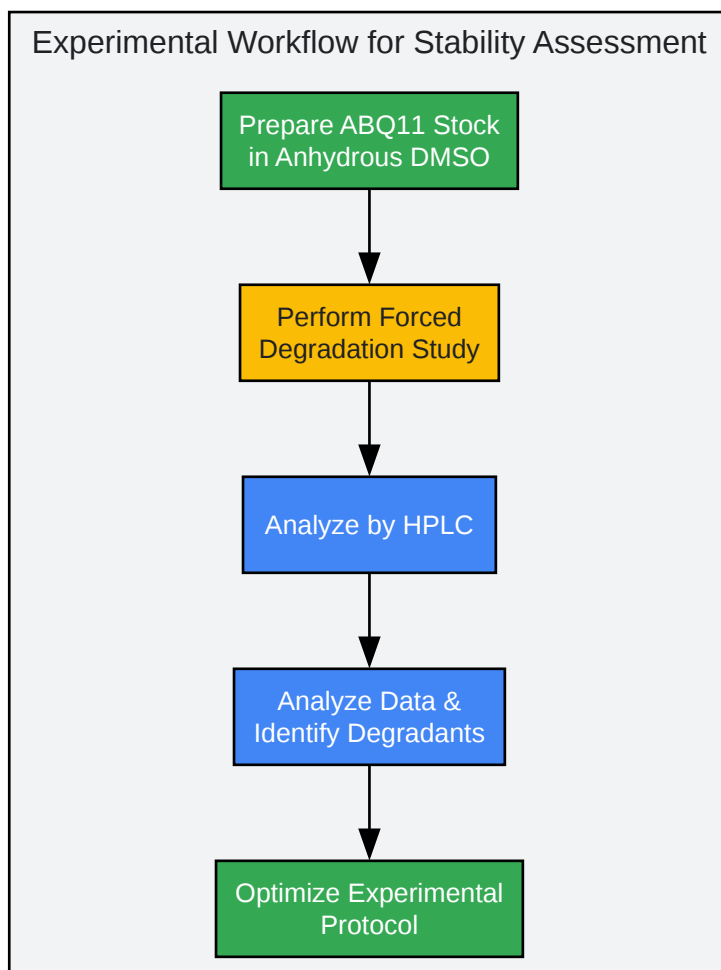 Experimental Workflow for Stability Assessment
Prepare ABQ11 Stock
in Anhydrous DMSO
Perform Forced
Degradation Study
Analyze by HPLC
Analyze Data &
Identify Degradants
Optimize Experimental
Protocol